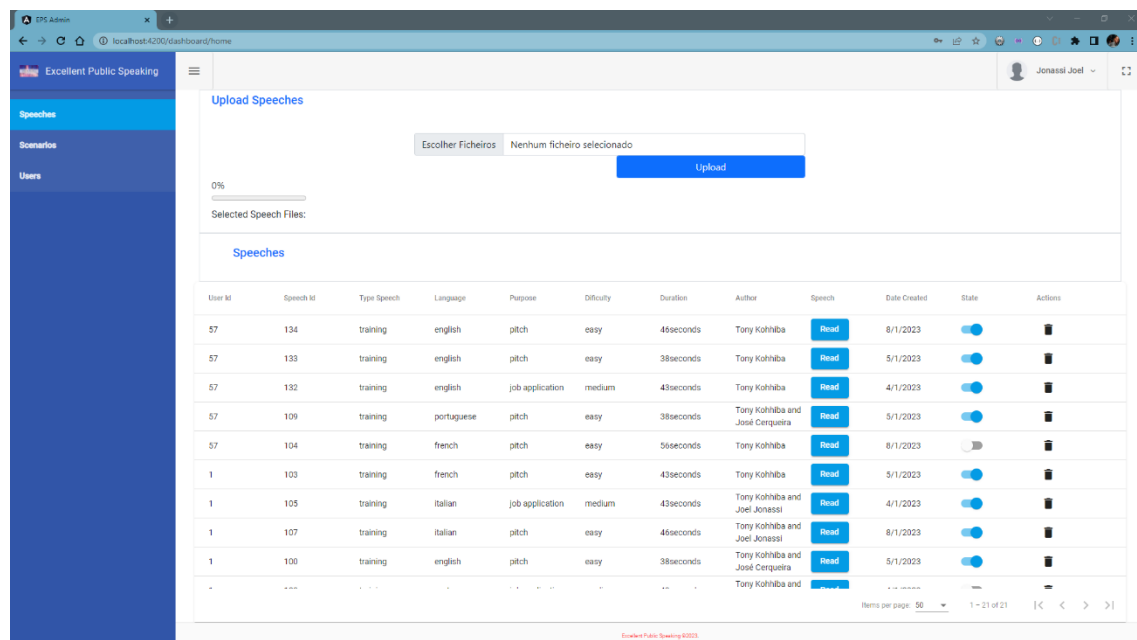 EPS Admin
localhost:4200/dashboard/home
Excellent Public Speaking
Jonassi Joel
Speeches
Scenarios
Users
Upload Speeches
Escolher Ficheiros Nenhum ficheiro selecionado
Upload
0%
Selected Speech Files:
Speeches
User Id Speech Id Type Speech Language Purpose Dificulty Duration Author Speech Date Created State Actions
57 134 training english pitch easy 46seconds Tony Kohhiba Read 8/1/2023
57 133 training english pitch easy 38seconds Tony Kohhiba Read 5/1/2023
57 132 training english job application medium 43seconds Tony Kohhiba Read 4/1/2023
57 109 training portuguese pitch easy 38seconds Tony Kohhiba and José Cerqueira Read 5/1/2023
57 104 training french pitch easy 56seconds Tony Kohhiba Read 8/1/2023
1 103 training french pitch easy 43seconds Tony Kohhiba Read 5/1/2023
1 105 training italian job application medium 43seconds Tony Kohhiba and Joel Jonassi Read 4/1/2023
1 107 training italian pitch easy 46seconds Tony Kohhiba and Joel Jonassi Read 8/1/2023
1 100 training english pitch easy 38seconds Tony Kohhiba and José Cerqueira Read 5/1/2023
Tony Kohhiba and
Items per page: 50 1 – 21 of 21
Excellent Public Speaking ©2023.